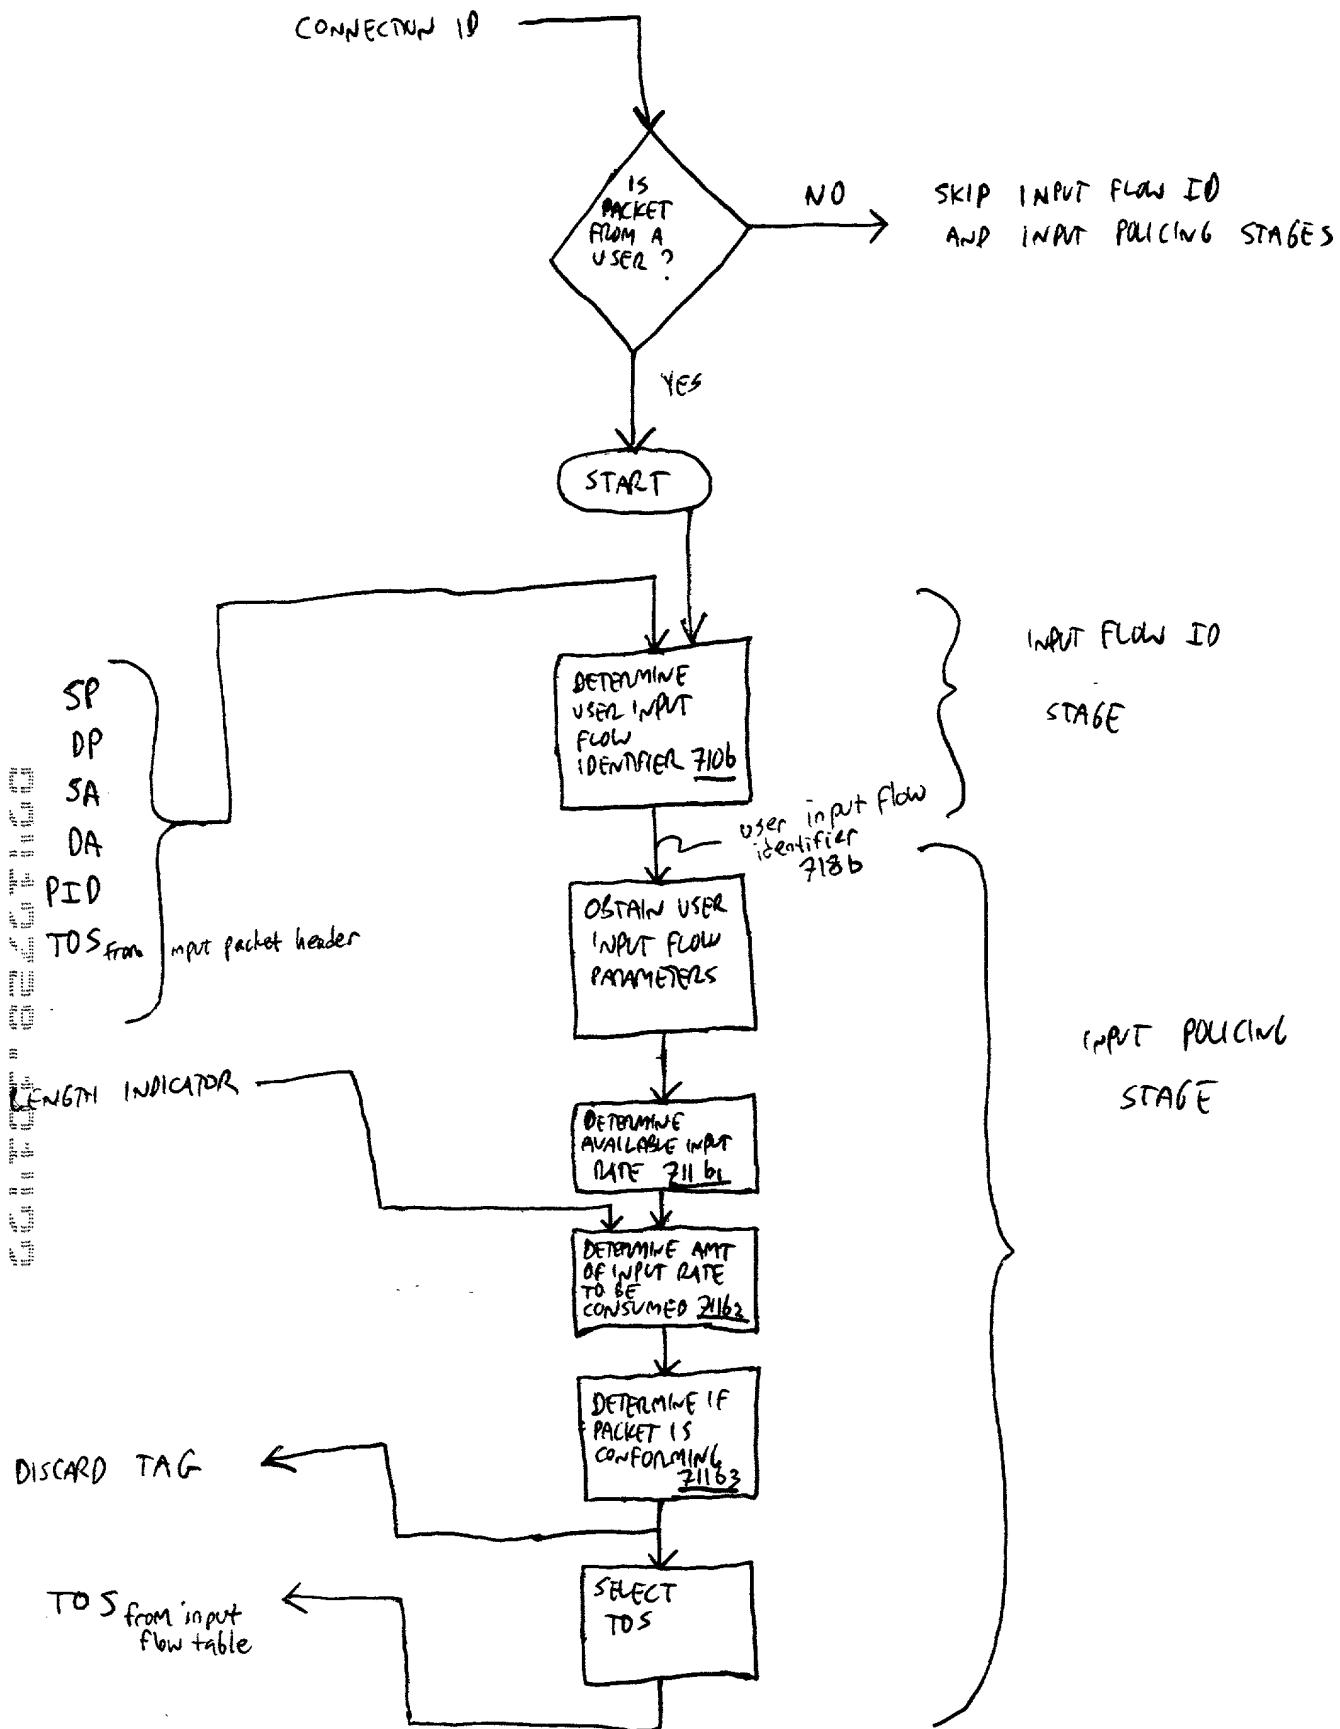 CONNECTION ID
IS
PACKET
FROM A
USER ?
NO
SKIP INPUT FLOW ID
AND INPUT POLICING STAGES
YES
START
INPUT FLOW ID
STAGE
DETERMINE
USER INPUT
FLOW
IDENTIFIER 710b
SP
DP
SA
DA
PID
TOS from input packet header
user input flow
identifier
718b
OBTAIN USER
INPUT FLOW
PARAMETERS
INPUT POLICING
STAGE
LENGTH INDICATOR
DETERMINE
AVAILABLE INPUT
RATE 711b1
DETERMINE AMT
OF INPUT RATE
TO BE
CONSUMED 711b2
DETERMINE IF
PACKET IS
CONFORMING
711b3
DISCARD TAG
SELECT
TOS
TOS from input
flow table